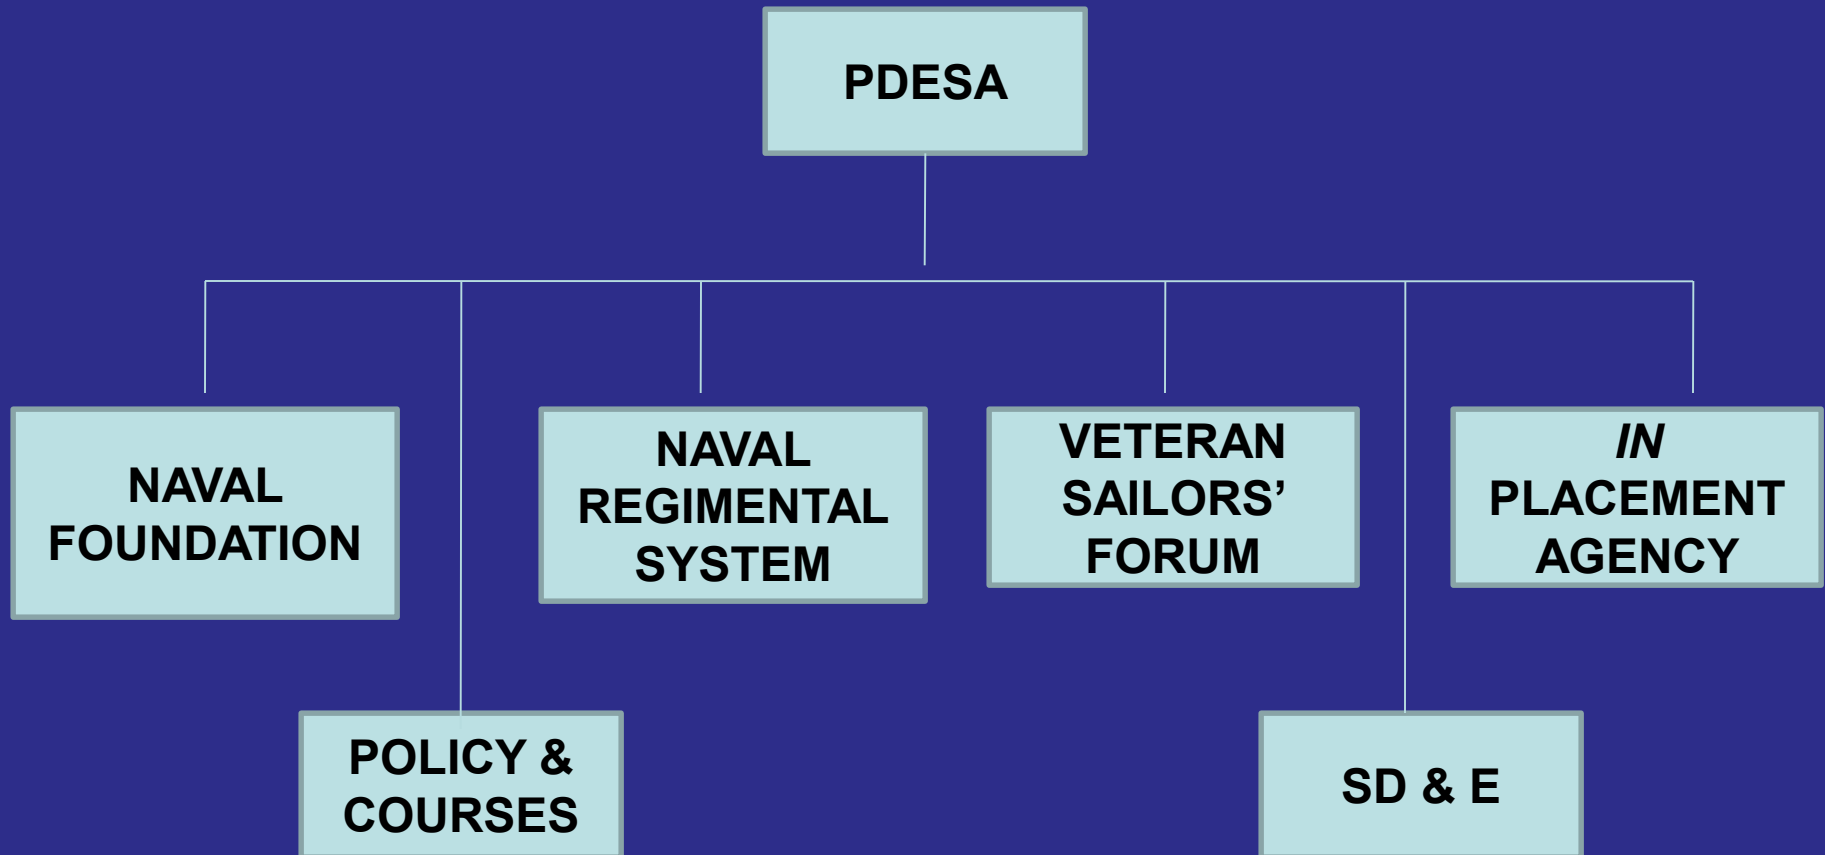 PDESA
NAVAL
FOUNDATION
NAVAL
REGIMENTAL
SYSTEM
VETERAN
SAILORS’
FORUM
IN
PLACEMENT
AGENCY
POLICY &
COURSES
SD & E